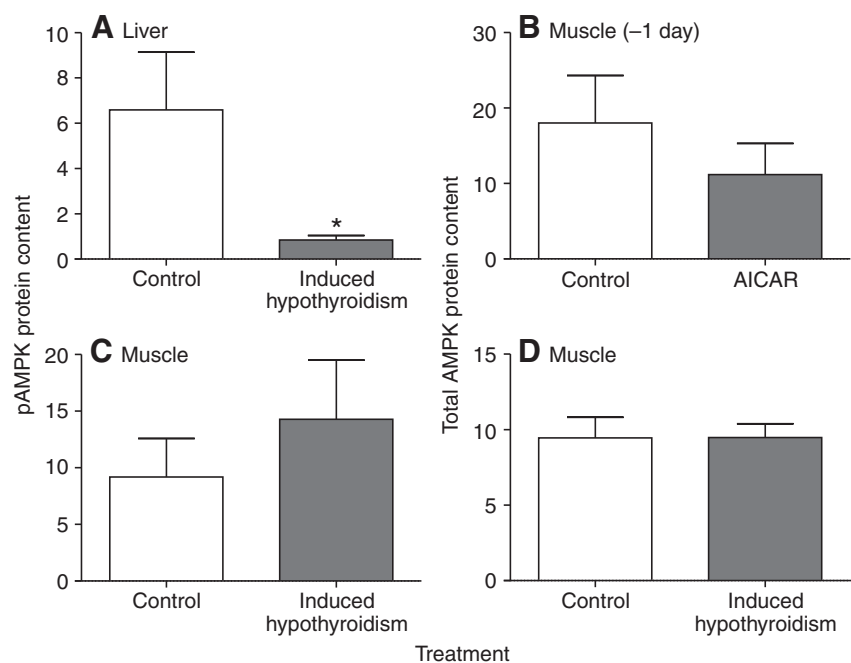 A Liver
10
8
6
4
2
0
*
Control
Induced
hypothyroidism
B Muscle (–1 day)
30
20
10
0
Control
AICAR
pAMPK protein content
C Muscle
20
15
10
5
0
Control
Induced
hypothyroidism
Total AMPK protein content
D Muscle
15
10
5
0
Control
Induced
hypothyroidism
Treatment